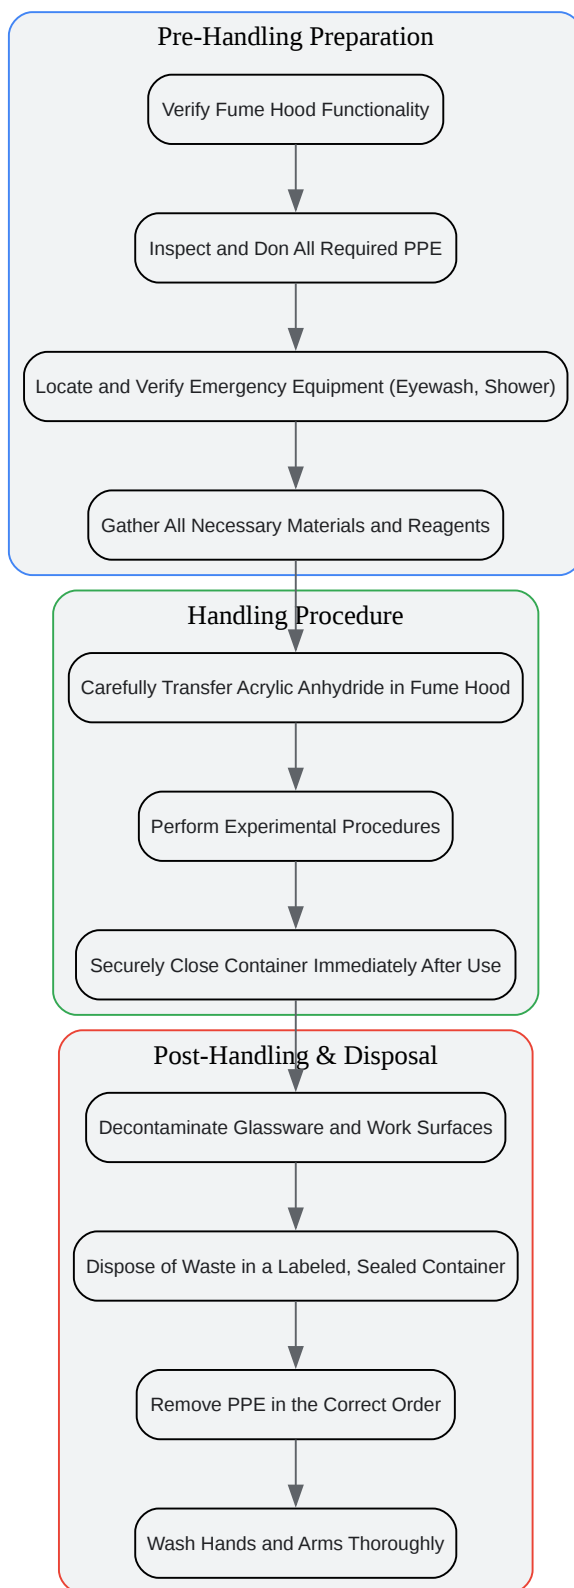 Pre-Handling Preparation
Verify Fume Hood Functionality
Inspect and Don All Required PPE
Locate and Verify Emergency Equipment (Eyewash, Shower)
Gather All Necessary Materials and Reagents
Handling Procedure
Carefully Transfer Acrylic Anhydride in Fume Hood
Perform Experimental Procedures
Securely Close Container Immediately After Use
Post-Handling & Disposal
Decontaminate Glassware and Work Surfaces
Dispose of Waste in a Labeled, Sealed Container
Remove PPE in the Correct Order
Wash Hands and Arms Thoroughly